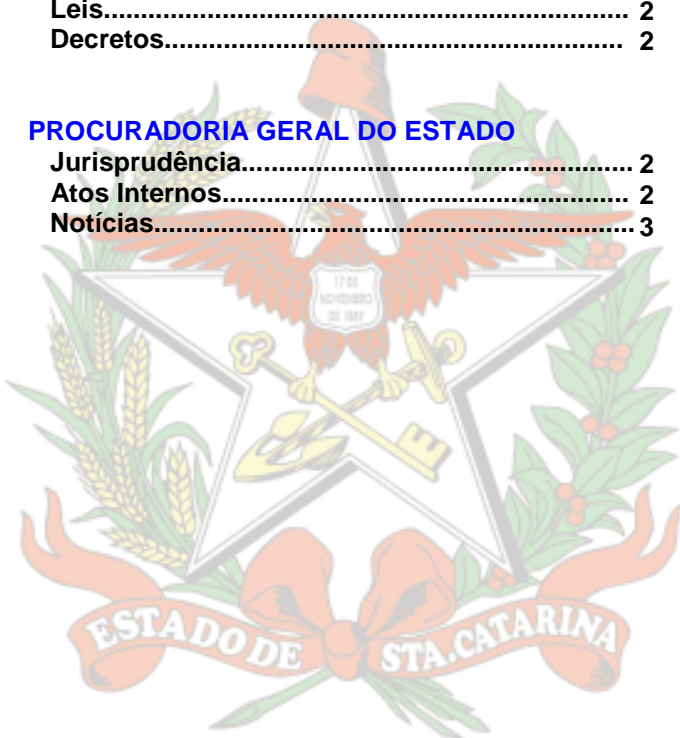 Leis....................................................................... 2
Decretos.............................................................. 2
PROCURADORIA GERAL DO ESTADO
Jurisprudência..................................................... 2
Atos Internos....................................................... 2
Notícias................................................................ 3
17 DE
NOVEMBRO
DE 1889
ESTADO DE STA. CATARINA